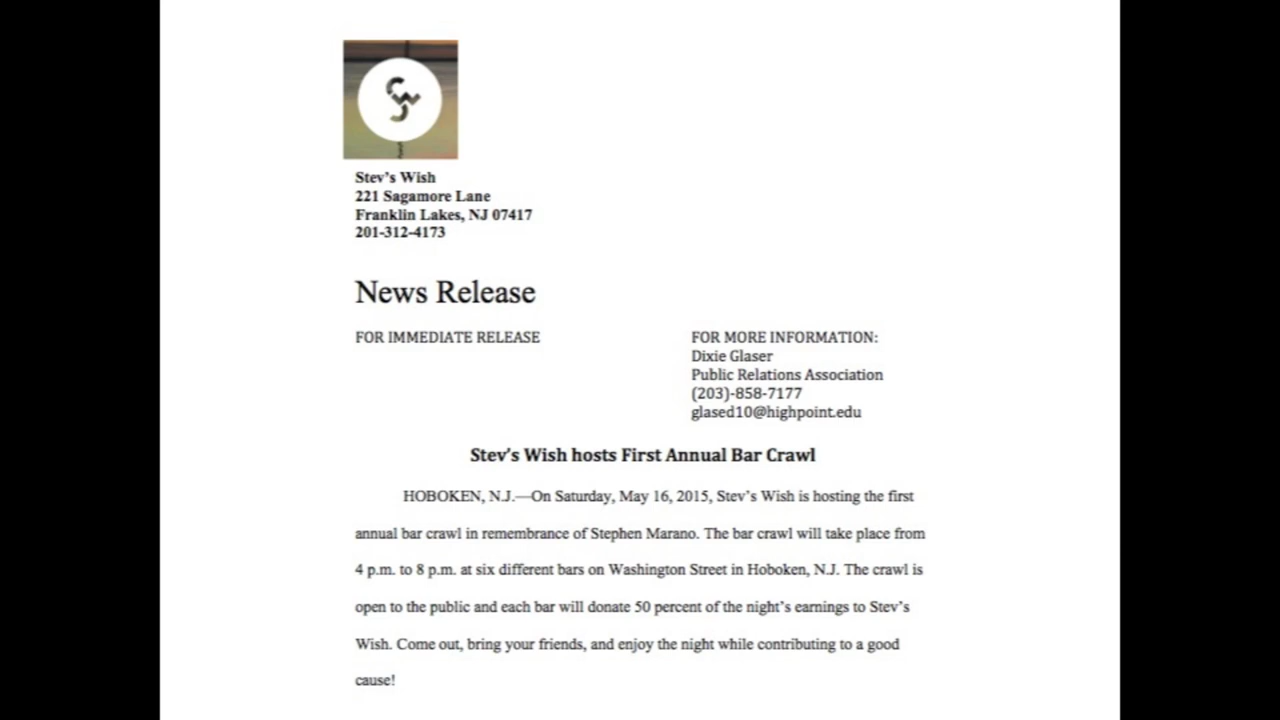 Stev's Wish
221 Sagamore Lane
Franklin Lakes, NJ 07417
201-312-4173
News Release
FOR IMMEDIATE RELEASE
FOR MORE INFORMATION:
Dixie Glaser
Public Relations Association
(203)-858-7177
glased10@highpoint.edu
Stev's Wish hosts First Annual Bar Crawl
HOBOKEN, N.J.—On Saturday, May 16, 2015, Stev's Wish is hosting the first
annual bar crawl in remembrance of Stephen Marano. The bar crawl will take place from
4 p.m. to 8 p.m. at six different bars on Washington Street in Hoboken, N.J. The crawl is
open to the public and each bar will donate 50 percent of the night's earnings to Stev's
Wish. Come out, bring your friends, and enjoy the night while contributing to a good
cause!